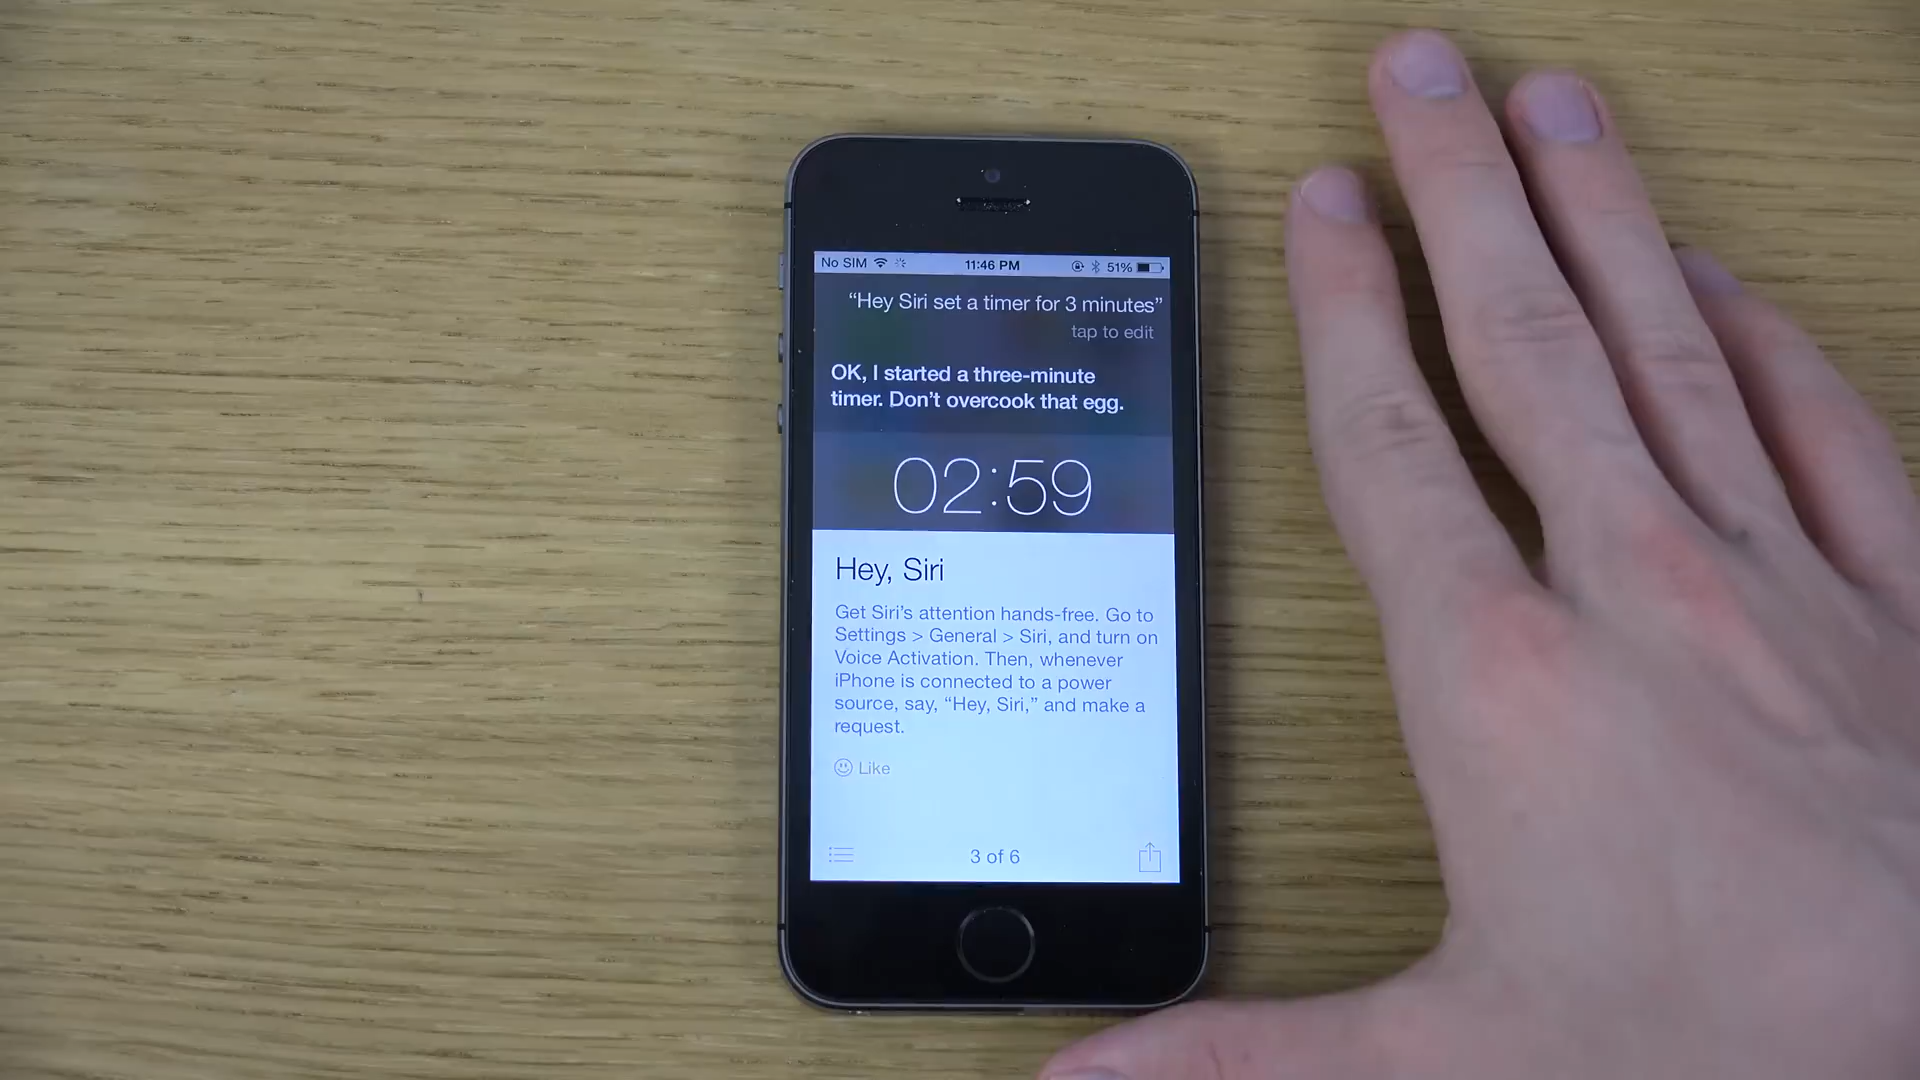 No SIM 11:46 PM 51%
“Hey Siri set a timer for 3 minutes”
tap to edit
OK, I started a three-minute
timer. Don’t overcook that egg.
02:59
Hey, Siri
Get Siri’s attention hands-free. Go to
Settings > General > Siri, and turn on
Voice Activation. Then, whenever
iPhone is connected to a power
source, say, “Hey, Siri,” and make a
request.
Like
3 of 6